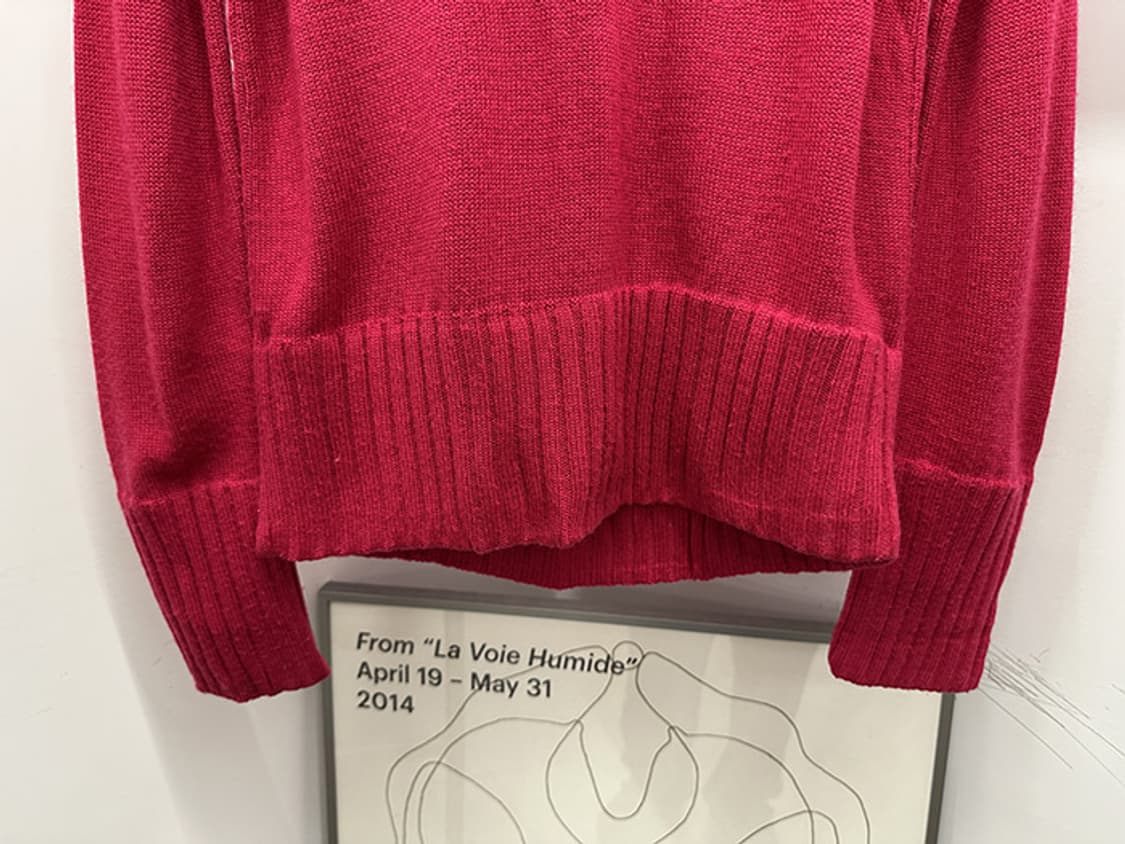 From “La Voie Humide”
April 19 – May 31
2014